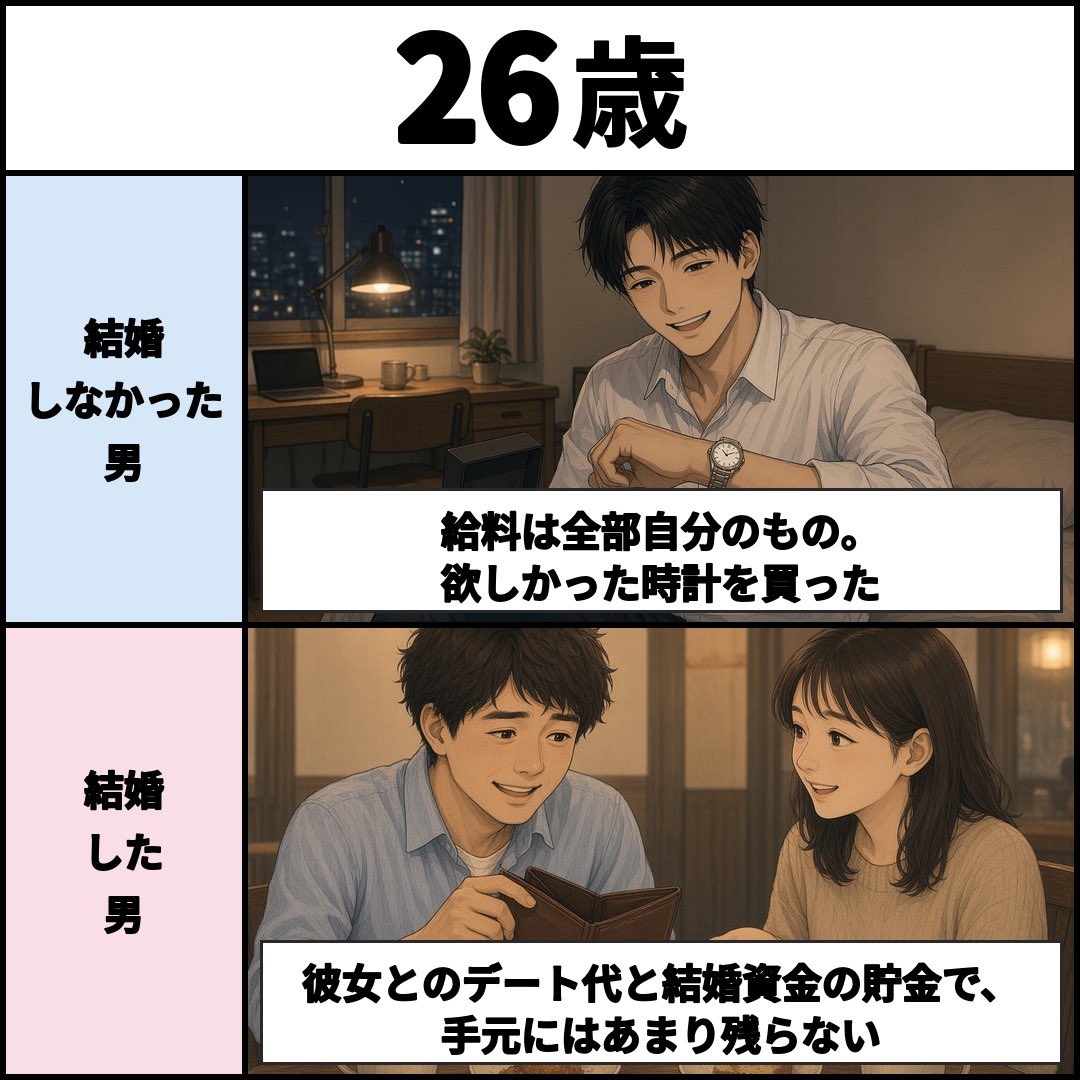 26歳
結婚
しなかった
男
給料は全部自分のもの。
欲しかった時計を買った
結婚
した
男
彼女とのデート代と結婚資金の貯金で、
手元にはあまり残らない